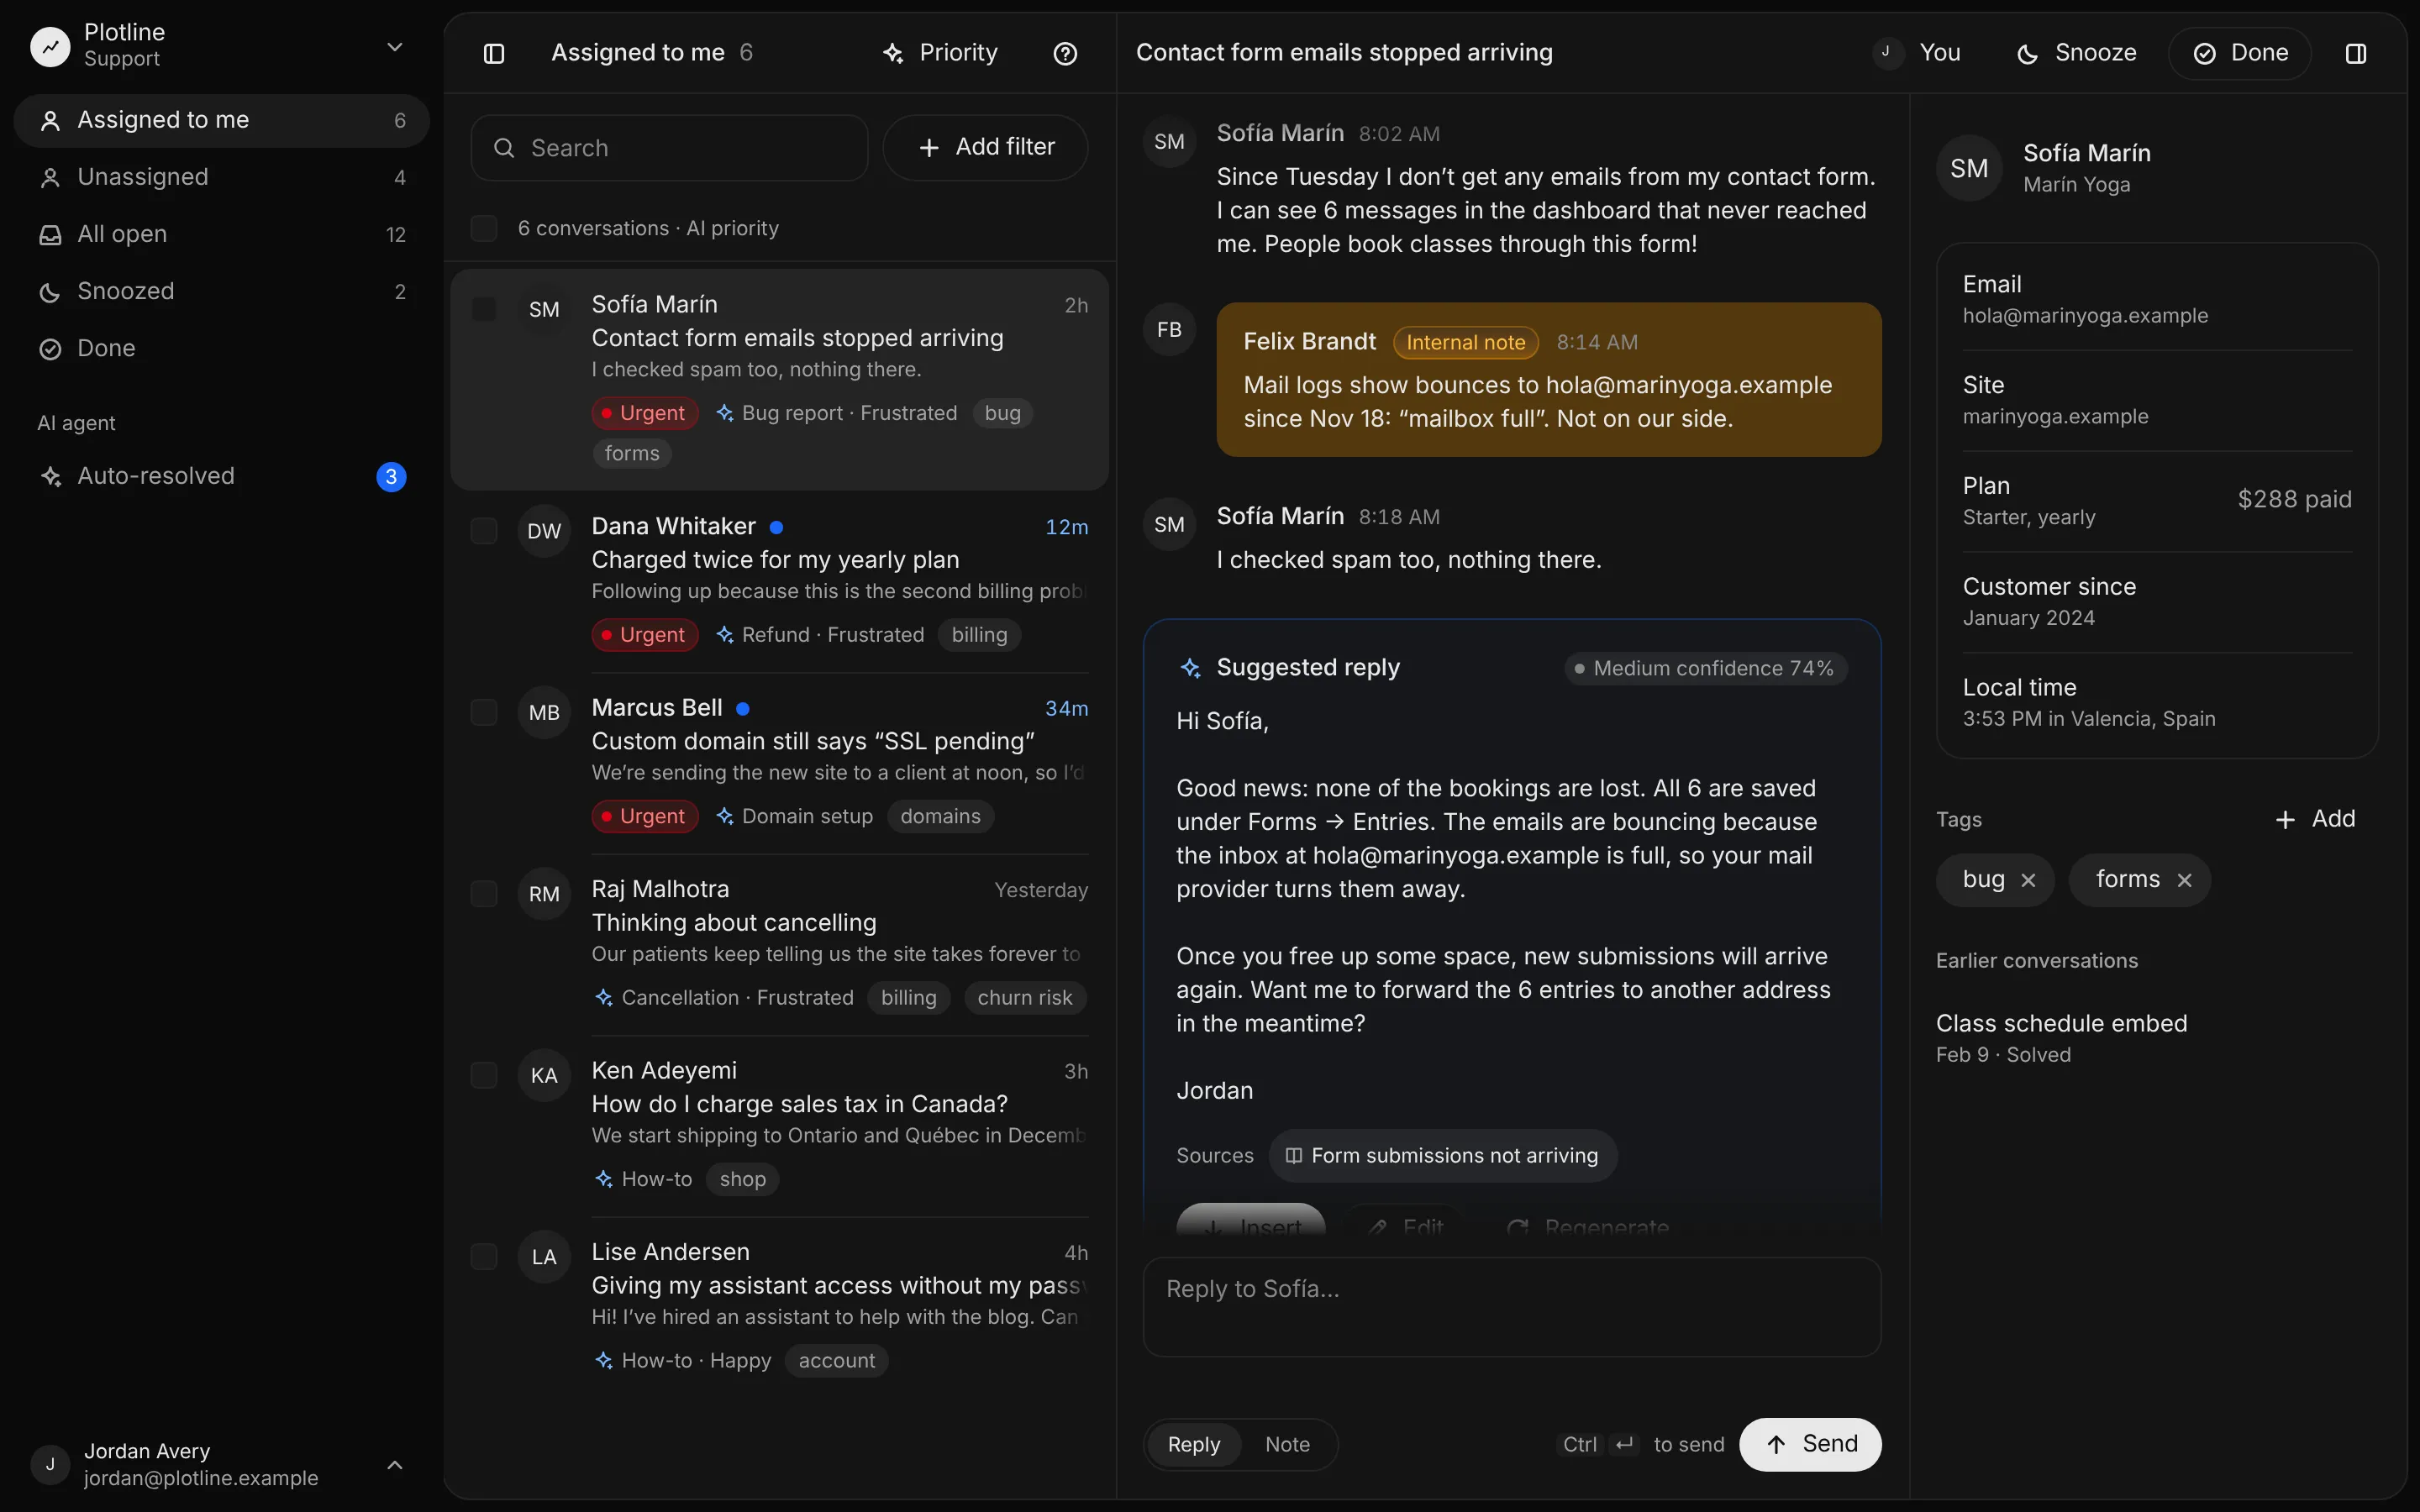 Plotline
Support
Assigned to me 6
Unassigned 4
All open 12
Snoozed 2
Done
AI agent
Auto-resolved 3
J
Jordan Avery
jordan@plotline.example
Assigned to me 6
Priority
Search
Add filter
6 conversations · AI priority
SM
Sofía Marín 2h
Contact form emails stopped arriving
I checked spam too, nothing there.
Urgent Bug report · Frustrated bug
forms
DW
Dana Whitaker 12m
Charged twice for my yearly plan
Following up because this is the second billing prob
Urgent Refund · Frustrated billing
MB
Marcus Bell 34m
Custom domain still says “SSL pending”
We’re sending the new site to a client at noon, so I’d
Urgent Domain setup domains
RM
Raj Malhotra Yesterday
Thinking about cancelling
Our patients keep telling us the site takes forever to
Cancellation · Frustrated billing churn risk
KA
Ken Adeyemi 3h
How do I charge sales tax in Canada?
We start shipping to Ontario and Québec in Decemb
How-to shop
LA
Lise Andersen 4h
Giving my assistant access without my passw
Hi! I’ve hired an assistant to help with the blog. Can
How-to · Happy account
Contact form emails stopped arriving
J You
Snooze
Done
SM
Sofía Marín 8:02 AM
Since Tuesday I don’t get any emails from my contact form.
I can see 6 messages in the dashboard that never reached
me. People book classes through this form!
FB
Felix Brandt Internal note 8:14 AM
Mail logs show bounces to hola@marinyoga.example
since Nov 18: “mailbox full”. Not on our side.
SM
Sofía Marín 8:18 AM
I checked spam too, nothing there.
Suggested reply Medium confidence 74%
Hi Sofía,
Good news: none of the bookings are lost. All 6 are saved
under Forms → Entries. The emails are bouncing because
the inbox at hola@marinyoga.example is full, so your mail
provider turns them away.
Once you free up some space, new submissions will arrive
again. Want me to forward the 6 entries to another address
in the meantime?
Jordan
Sources Form submissions not arriving
Insert Edit Regenerate
Reply to Sofía...
Reply Note
Ctrl ↵ to send
Send
SM
Sofía Marín
Marín Yoga
Email
hola@marinyoga.example
Site
marinyoga.example
Plan
Starter, yearly
$288 paid
Customer since
January 2024
Local time
3:53 PM in Valencia, Spain
Tags
Add
bug forms
Earlier conversations
Class schedule embed
Feb 9 · Solved